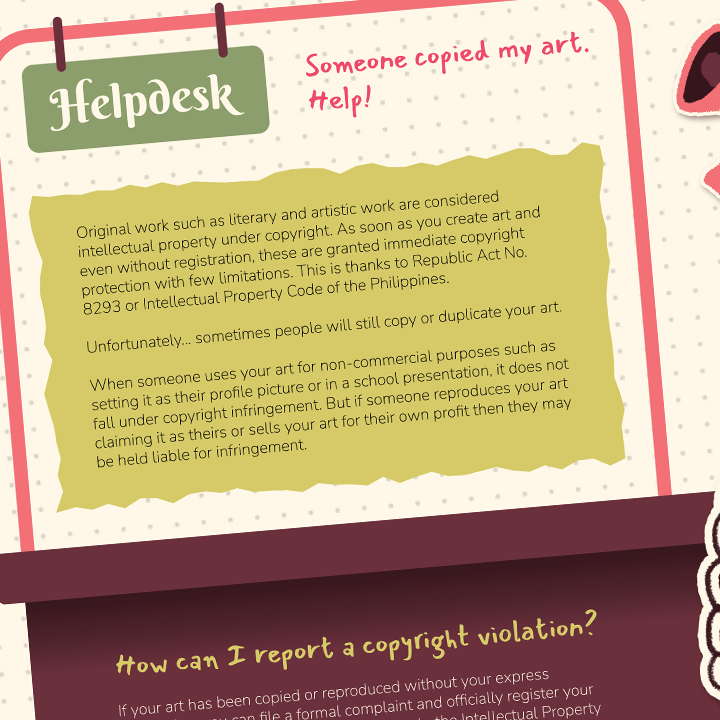 Helpdesk
Someone copied my art.
Help!
Original work such as literary and artistic work are considered
intellectual property under copyright. As soon as you create art and
even without registration, these are granted immediate copyright
protection with few limitations. This is thanks to Republic Act No.
8293 or Intellectual Property Code of the Philippines.
Unfortunately... sometimes people will still copy or duplicate your art.
When someone uses your art for non-commercial purposes such as
setting it as their profile picture or in a school presentation, it does not
fall under copyright infringement. But if someone reproduces your art
claiming it as theirs or sells your art for their own profit then they may
be held liable for infringement.
How can I report a copyright violation?
If your art has been copied or reproduced without your express
can file a formal complaint and officially register your
the Intellectual Property